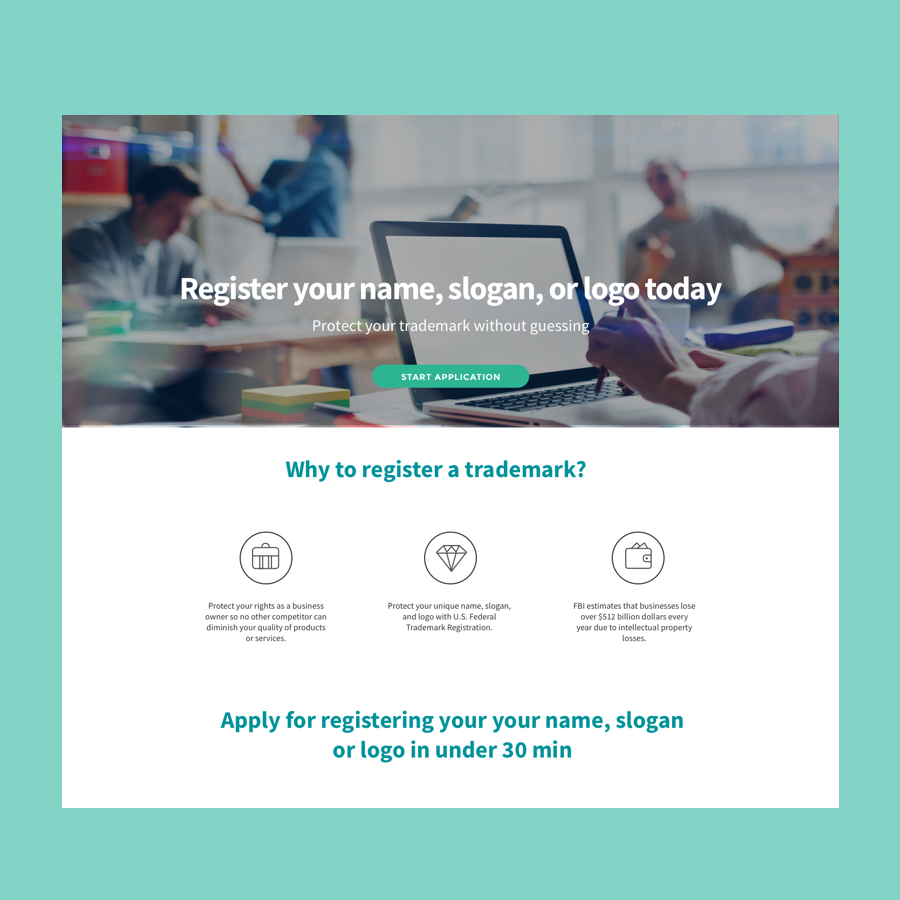 Register your name, slogan, or logo today
Protect your trademark without guessing
START APPLICATION
Why to register a trademark?
Protect your rights as a business
owner so no other competitor can
diminish your quality of products
or services.
Protect your unique name, slogan,
and logo with U.S. Federal
Trademark Registration.
FBI estimates that businesses lose
over $512 billion dollars every
year due to intellectual property
losses.
Apply for registering your your name, slogan
or logo in under 30 min